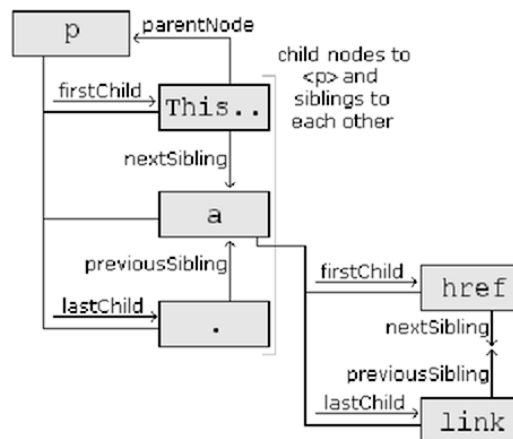 p
parentNode
child nodes to
<p> and
siblings to
each other
firstChild
This..
nextSibling
a
previousSibling
lastChild
.
firstChild
href
nextSibling
previousSibling
lastChild
link